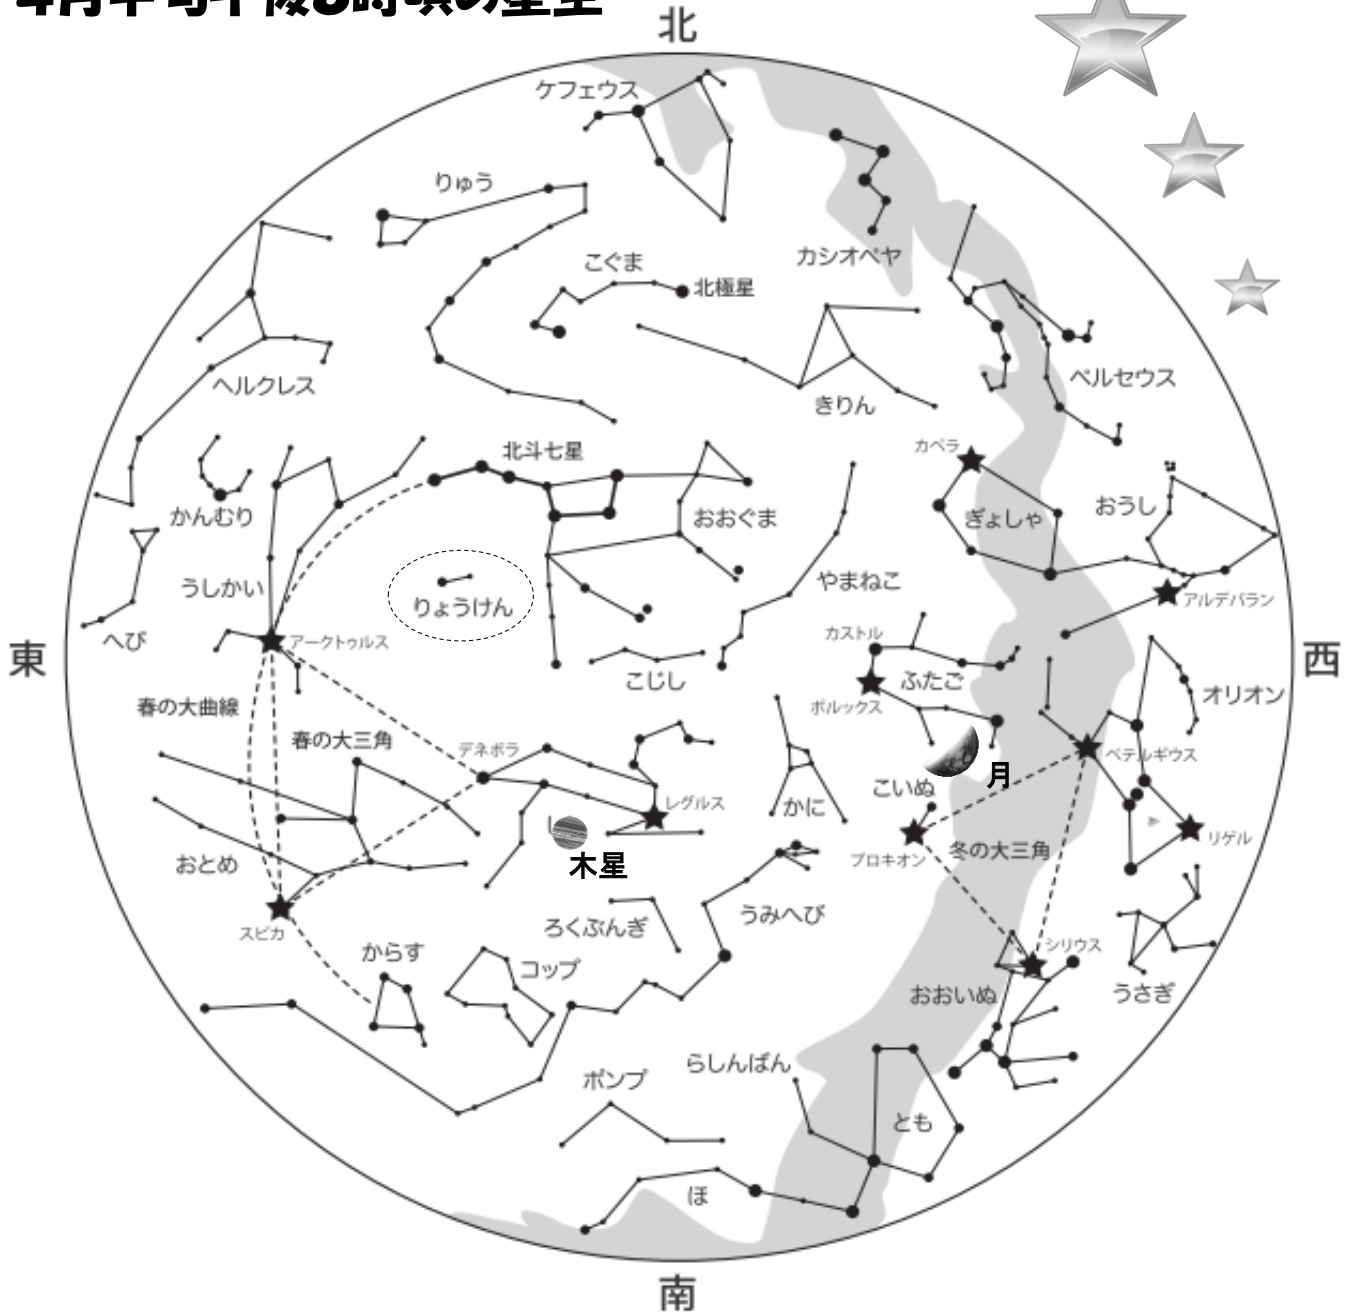 4月中旬午後8時頃の星空
北
ケフェウス
りゅう
カシオペヤ
こぐま
北極星
ペルセウス
ヘルクレス
きりん
カペラ
北斗七星
かんむり
おおぐま
ぎょしゃ
おうし
うしかい
りょうけん
やまねこ
アルデバラン
へび
アークトゥルス
カストル
東
西
こじし
ふたご
オリオン
春の大曲線
ポルックス
春の大三角
デネボラ
ベテルギウス
月
こいぬ
レグルス
かに
リゲル
おとめ
木星
プロキオン
冬の大三角
スピカ
ろくぶんぎ
うみへび
からす
コップ
シリウス
おおいぬ
うさぎ
らしんばん
ポンプ
とも
ほ
南